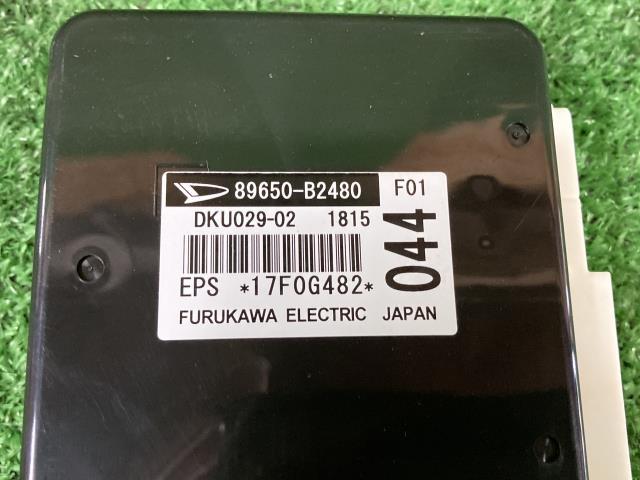 89650-B2480 F01
DKU029-02 1815
044
EPS *17F0G482*
FURUKAWA ELECTRIC JAPAN